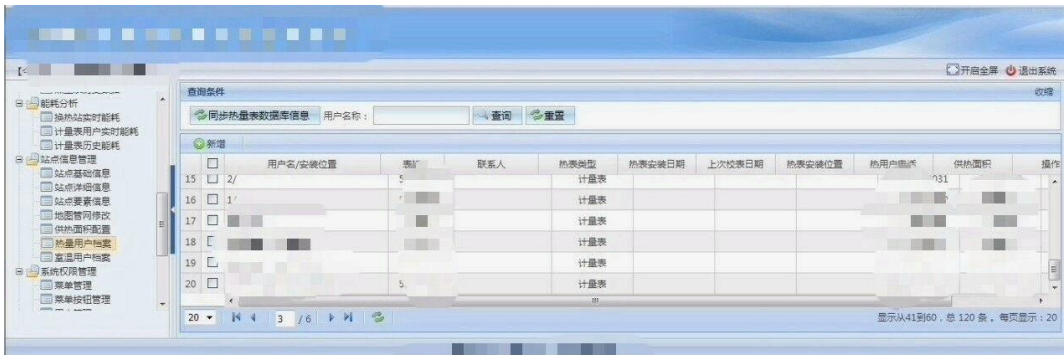 开启全屏 退出系统
能耗分析
换热站实时能耗
计量表用户实时能耗
计量表历史能耗
站点信息管理
站点基础信息
站点详细信息
站点要素信息
地图管网修改
供热面积配置
热量用户档案
室温用户档案
系统权限管理
菜单管理
菜单按钮管理
查询条件 收缩
同步热量表数据库信息 用户名称： 查询 重置
新增
用户名/安装位置 联系人 热表类型 热表安装日期 上次校表日期 热表安装位置 热用户电话 供热面积 操作
15 2/ 5 计量表 031
16 1/ 计量表
17 计量表
18 计量表
19 计量表
20 5 计量表
20 3 /6 显示从41到60，总 120 条 。每页显示：20